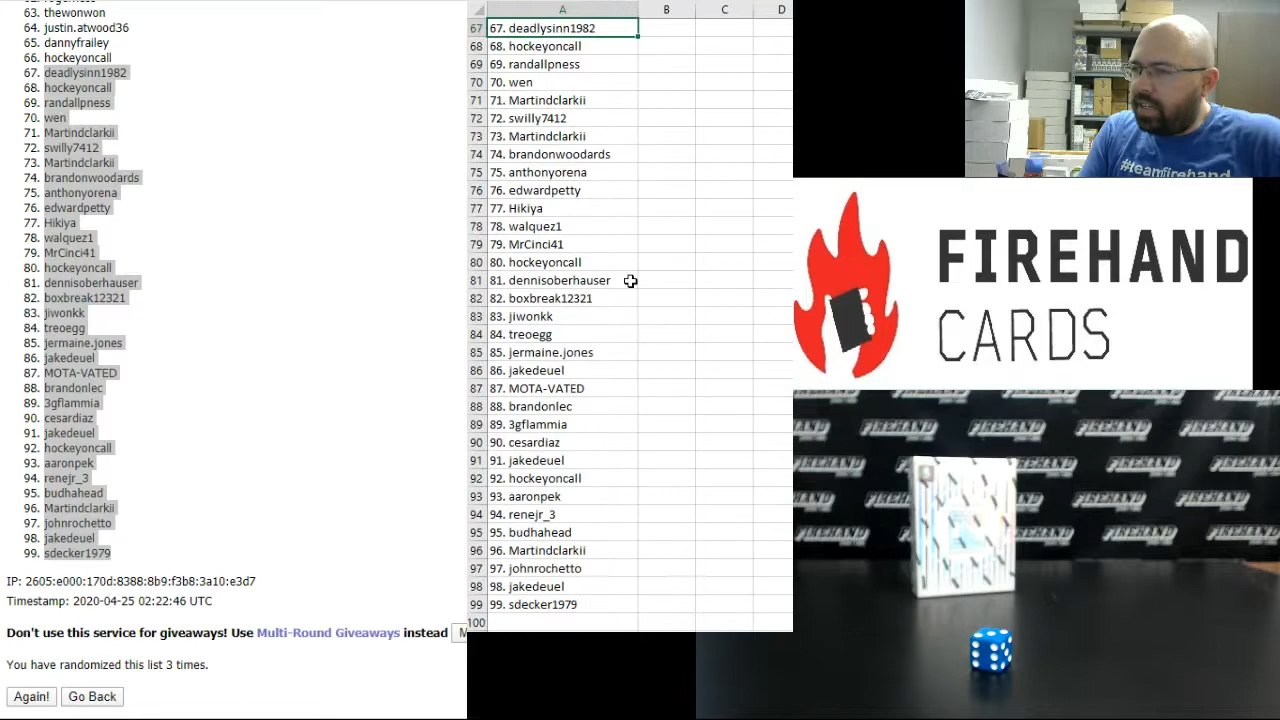 63. thewonwon
64. justin.atwood36
65. dannyfrailey
66. hockeyoncall
67. deadlysinn1982
68. hockeyoncall
69. randallpness
70. wen
71. Martindclarkii
72. swilly7412
73. Martindclarkii
74. brandonwoodards
75. anthonyorena
76. edwardpetty
77. Hikiya
78. walquez1
79. MrCinci41
80. hockeyoncall
81. dennisoberhauser
82. boxbreak12321
83. jiwonkk
84. treoegg
85. jermaine.jones
86. jakedeuel
87. MOTA-VATED
88. brandonlec
89. 3gflammia
90. cesardiaz
91. jakedeuel
92. hockeyoncall
93. aaronpek
94. renejr_3
95. budhahead
96. Martindclarkii
97. johnrochetto
98. jakedeuel
99. sdecker1979
IP: 2605:e000:170d:8388:8b9:f3b8:3a10:e3d7
Timestamp: 2020-04-25 02:22:46 UTC
Don't use this service for giveaways! Use Multi-Round Giveaways instead
You have randomized this list 3 times.
Again! Go Back
A B C D
67 67. deadlysinn1982
68 68. hockeyoncall
69 69. randallpness
70 70. wen
71 71. Martindclarkii
72 72. swilly7412
73 73. Martindclarkii
74 74. brandonwoodards
75 75. anthonyorena
76 76. edwardpetty
77 77. Hikiya
78 78. walquez1
79 79. MrCinci41
80 80. hockeyoncall
81 81. dennisoberhauser
82 82. boxbreak12321
83 83. jiwonkk
84 84. treoegg
85 85. jermaine.jones
86 86. jakedeuel
87 87. MOTA-VATED
88 88. brandonlec
89 89. 3gflammia
90 90. cesardiaz
91 91. jakedeuel
92 92. hockeyoncall
93 93. aaronpek
94 94. renejr_3
95 95. budhahead
96 96. Martindclarkii
97 97. johnrochetto
98 98. jakedeuel
99 99. sdecker1979
100
#teamfirehand
FIREHAND
CARDS